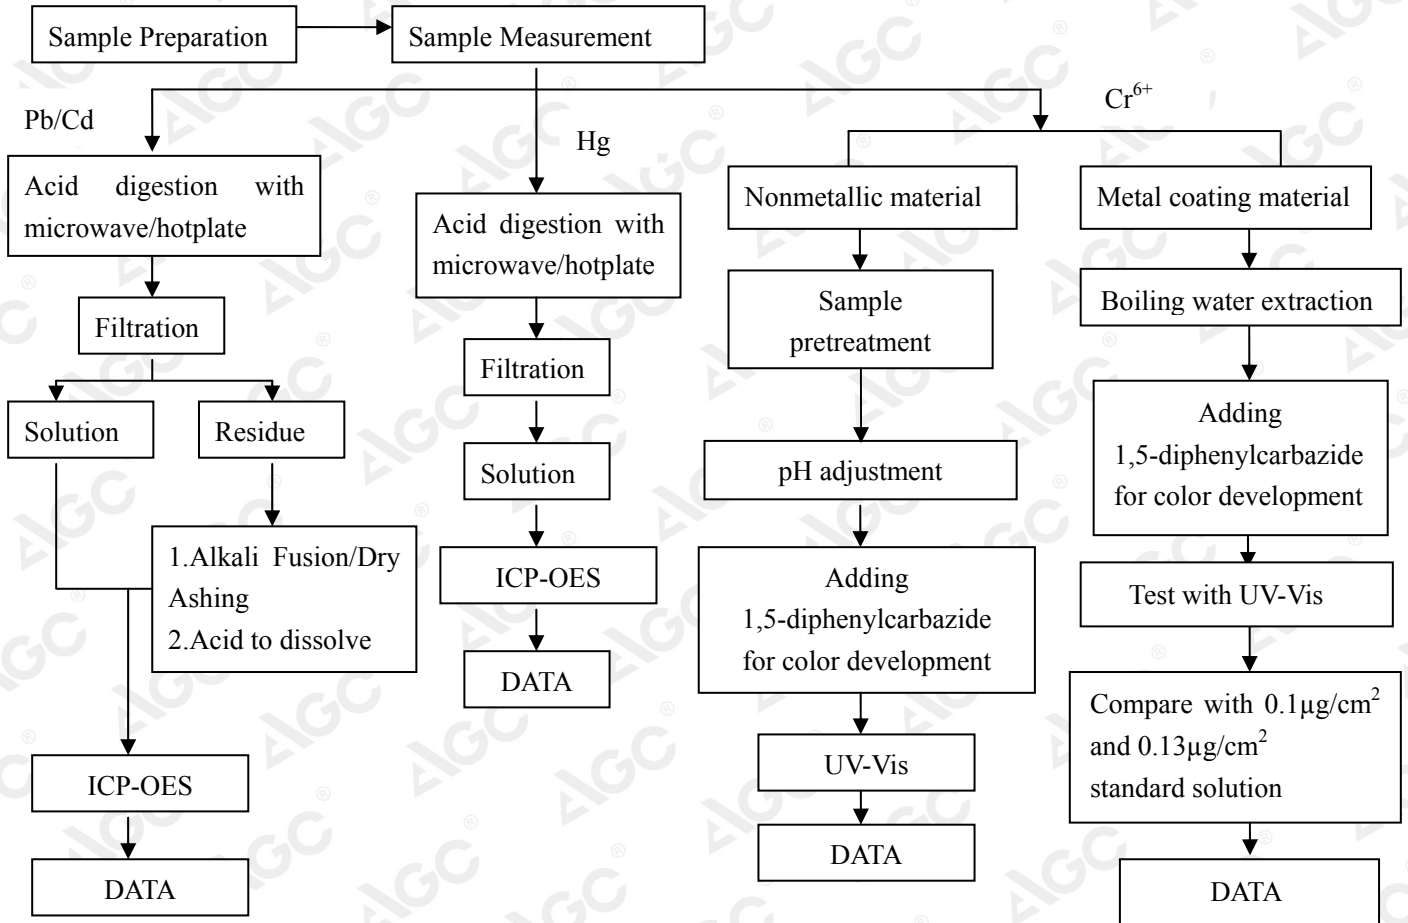 Sample Preparation
Sample Measurement
Pb/Cd
Acid digestion with
microwave/hotplate
Filtration
Solution
Residue
1.Alkali Fusion/Dry
Ashing
2.Acid to dissolve
ICP-OES
DATA
Hg
Acid digestion with
microwave/hotplate
Filtration
Solution
ICP-OES
DATA
Cr⁶⁺
Nonmetallic material
Sample
pretreatment
pH adjustment
Adding
1,5-diphenylcarbazide
for color development
UV-Vis
DATA
Metal coating material
Boiling water extraction
Adding
1,5-diphenylcarbazide
for color development
Test with UV-Vis
Compare with 0.1µg/cm²
and 0.13µg/cm²
standard solution
DATA
AGC®